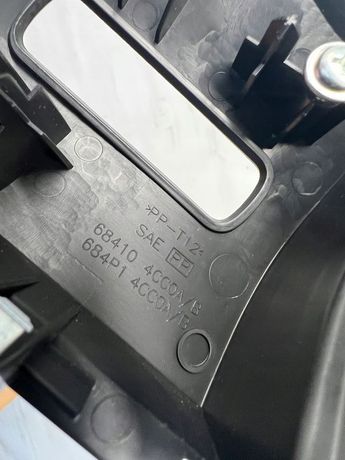 >PP-T12<
SAE PP
68410 4CC0A/B
684P1 4CC0A/B